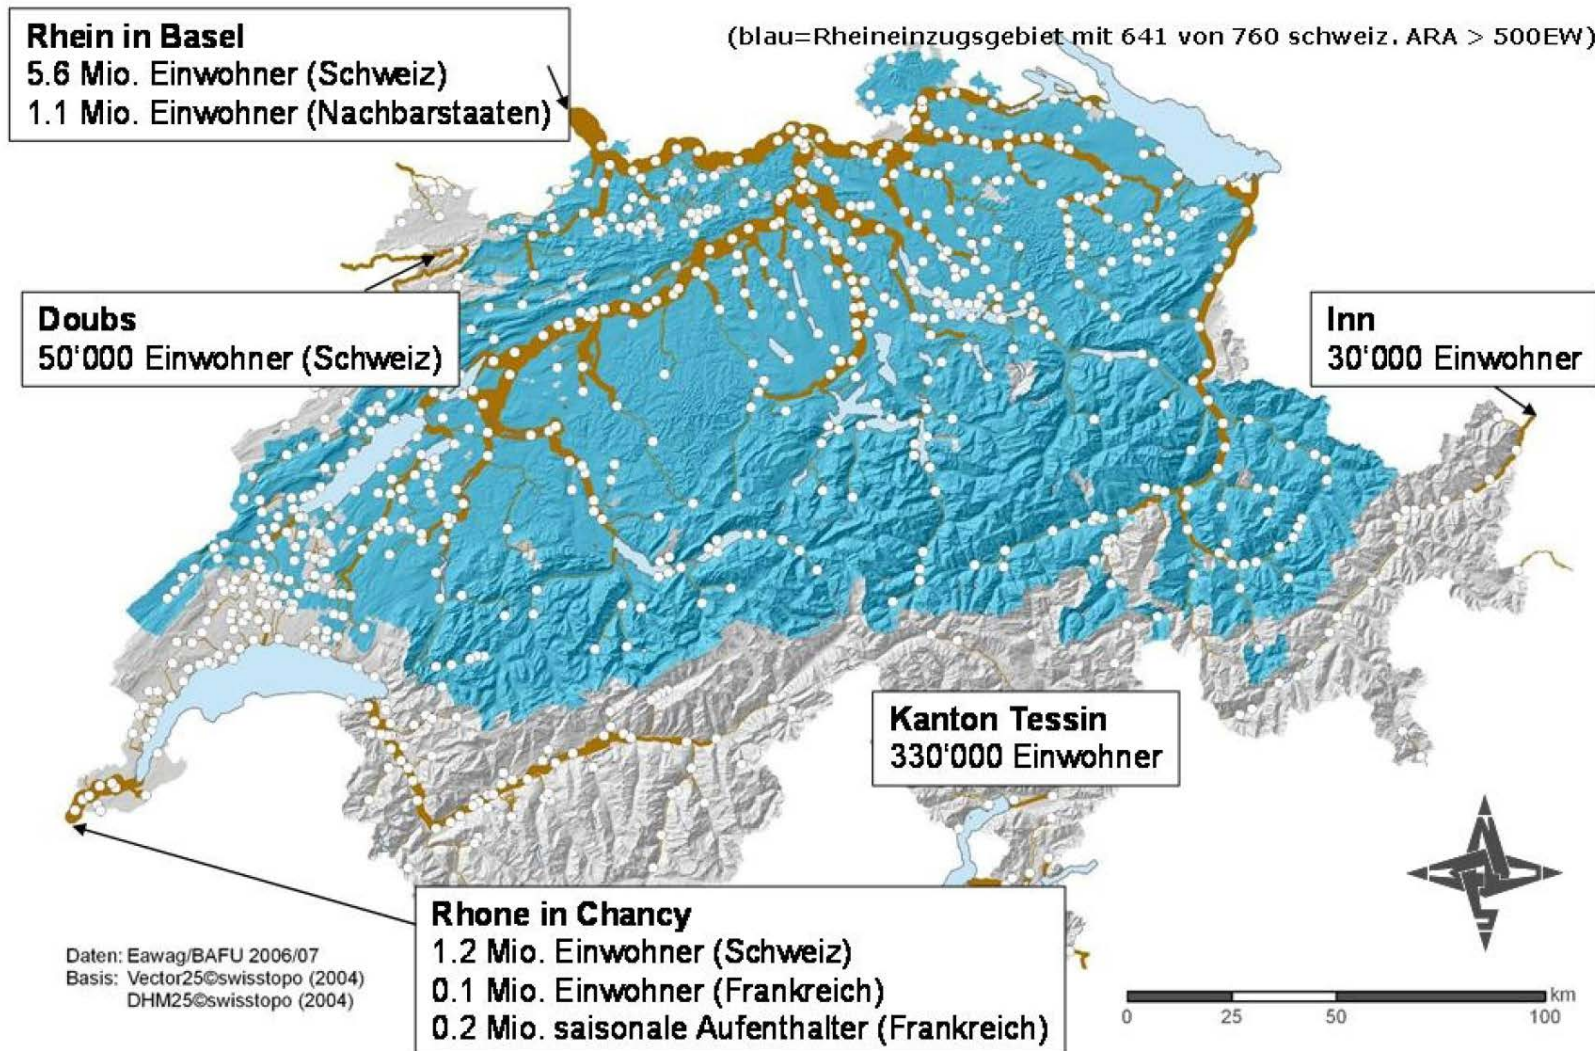 (blau=Rheineinzugsgebiet mit 641 von 760 schweiz. ARA > 500EW)
Rhein in Basel
5.6 Mio. Einwohner (Schweiz)
1.1 Mio. Einwohner (Nachbarstaaten)
Doubs
50'000 Einwohner (Schweiz)
Inn
30'000 Einwohner
Kanton Tessin
330'000 Einwohner
Rhone in Chancy
1.2 Mio. Einwohner (Schweiz)
0.1 Mio. Einwohner (Frankreich)
0.2 Mio. saisonale Aufenthalter (Frankreich)
Daten: Eawag/BAFU 2006/07
Basis: Vector25©swisstopo (2004)
DHM25©swisstopo (2004)
km
0 25 50 100